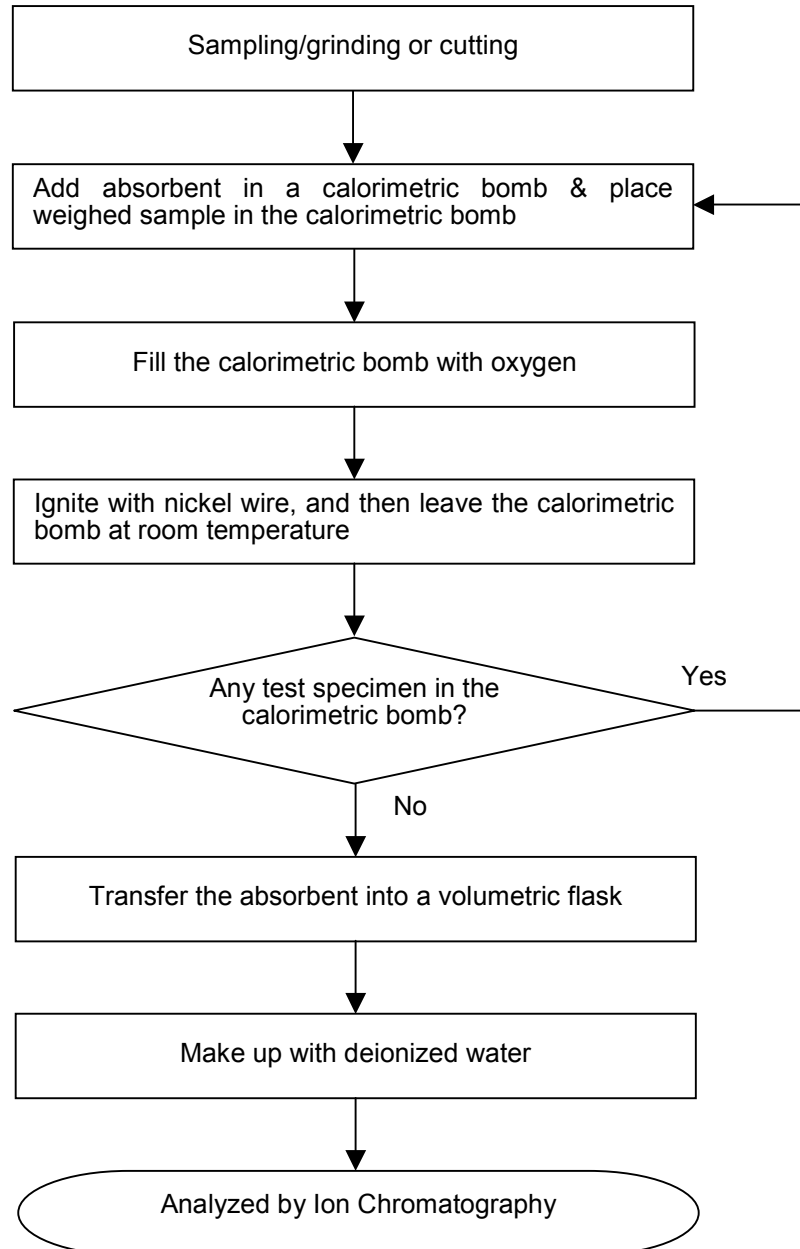 Sampling/grinding or cutting
Add absorbent in a calorimetric bomb & place
weighed sample in the calorimetric bomb
Fill the calorimetric bomb with oxygen
Ignite with nickel wire, and then leave the calorimetric
bomb at room temperature
Any test specimen in the
calorimetric bomb?
Yes
No
Transfer the absorbent into a volumetric flask
Make up with deionized water
Analyzed by Ion Chromatography